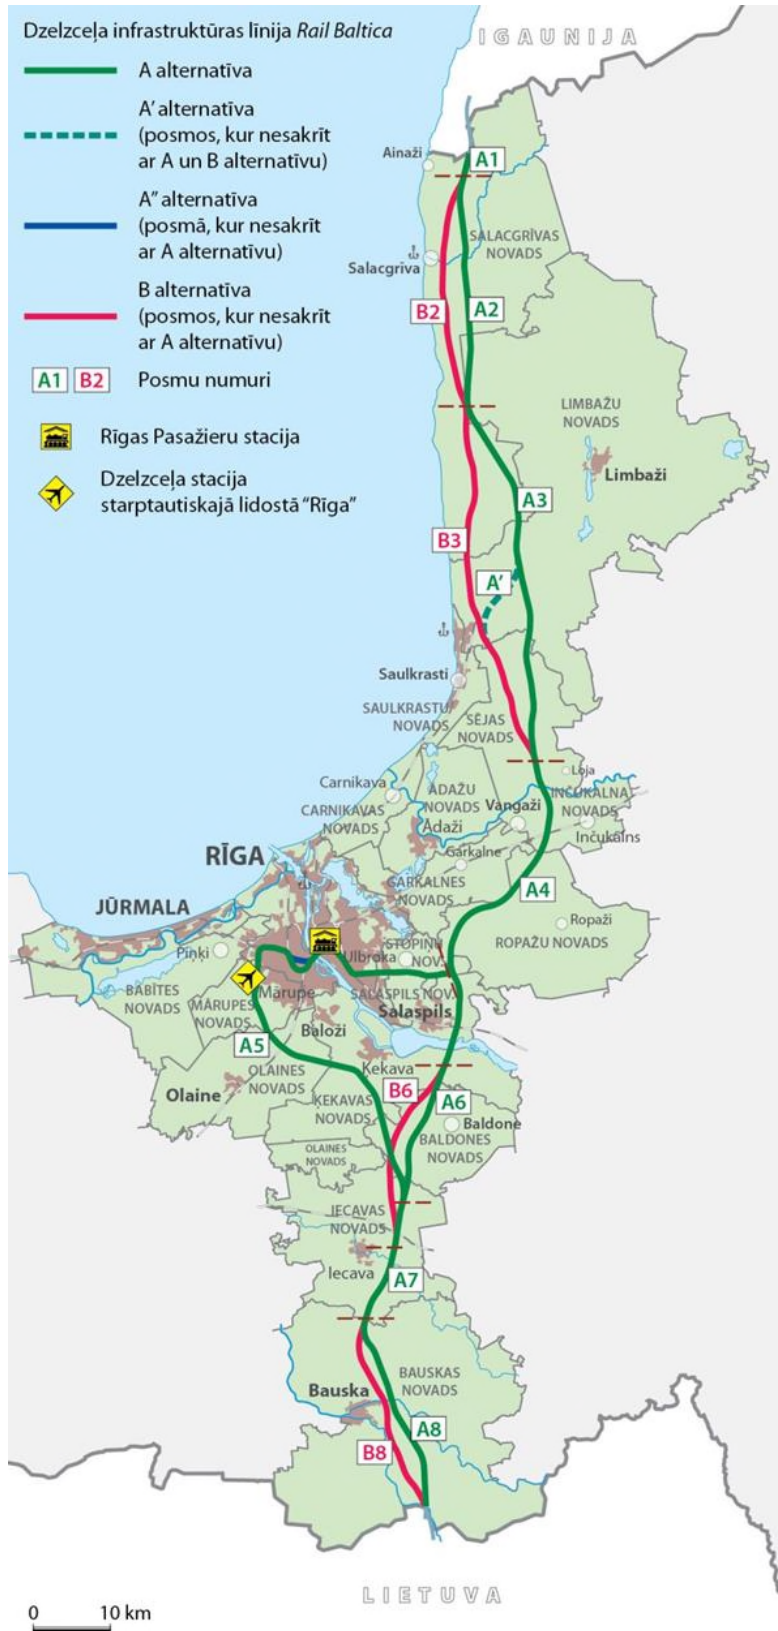 Dzelzceļa infrastruktūras līnija Rail Baltica
IGAUNIJA
A alternatīva
A' alternatīva
(posmos, kur nesakrīt
ar A un B alternatīvu)
A" alternatīva
(posmā, kur nesakrīt
ar A alternatīvu)
B alternatīva
(posmos, kur nesakrīt
ar A alternatīvu)
A1 B2 Posmu numuri
Rīgas Pasažieru stacija
Dzelzceļa stacija
starptautiskajā lidostā “Rīga”
Ainaži
A1
SALACGRĪVAS
NOVADS
Salacgriva
B2
A2
LIMBAŽU
NOVADS
Limbaži
A3
B3
A'
Saulkrasti
SAULKRASTU
NOVADS
SĒJAS
NOVADS
Loja
Carnikava
CARNIKAVAS
NOVADS
ĀDAŽU
NOVADS
Vangaži
INČUKALNA
NOVADS
Ādaži
Inčukalns
RĪGA
Garkalne
GARKALNES
NOVADS
A4
JŪRMALA
Ropaži
ROPAŽU NOVADS
Piņķi
Ulbroka
STOPIŅU
NOV.
BABĪTES
NOVADS
MĀRUPES
NOVADS
Mārupe
SALASPILS NOV.
Salaspils
Baloži
A5
Olaine
OLAINES
NOVADS
Ķekava
B6
A6
ĶEKAVAS
NOVADS
Baldone
BALDONES
NOVADS
OLAINES
NOVADS
IECAVAS
NOVADS
Iecava
A7
Bauska
BAUSKAS
NOVADS
A8
B8
LIETUVA
0 10 km